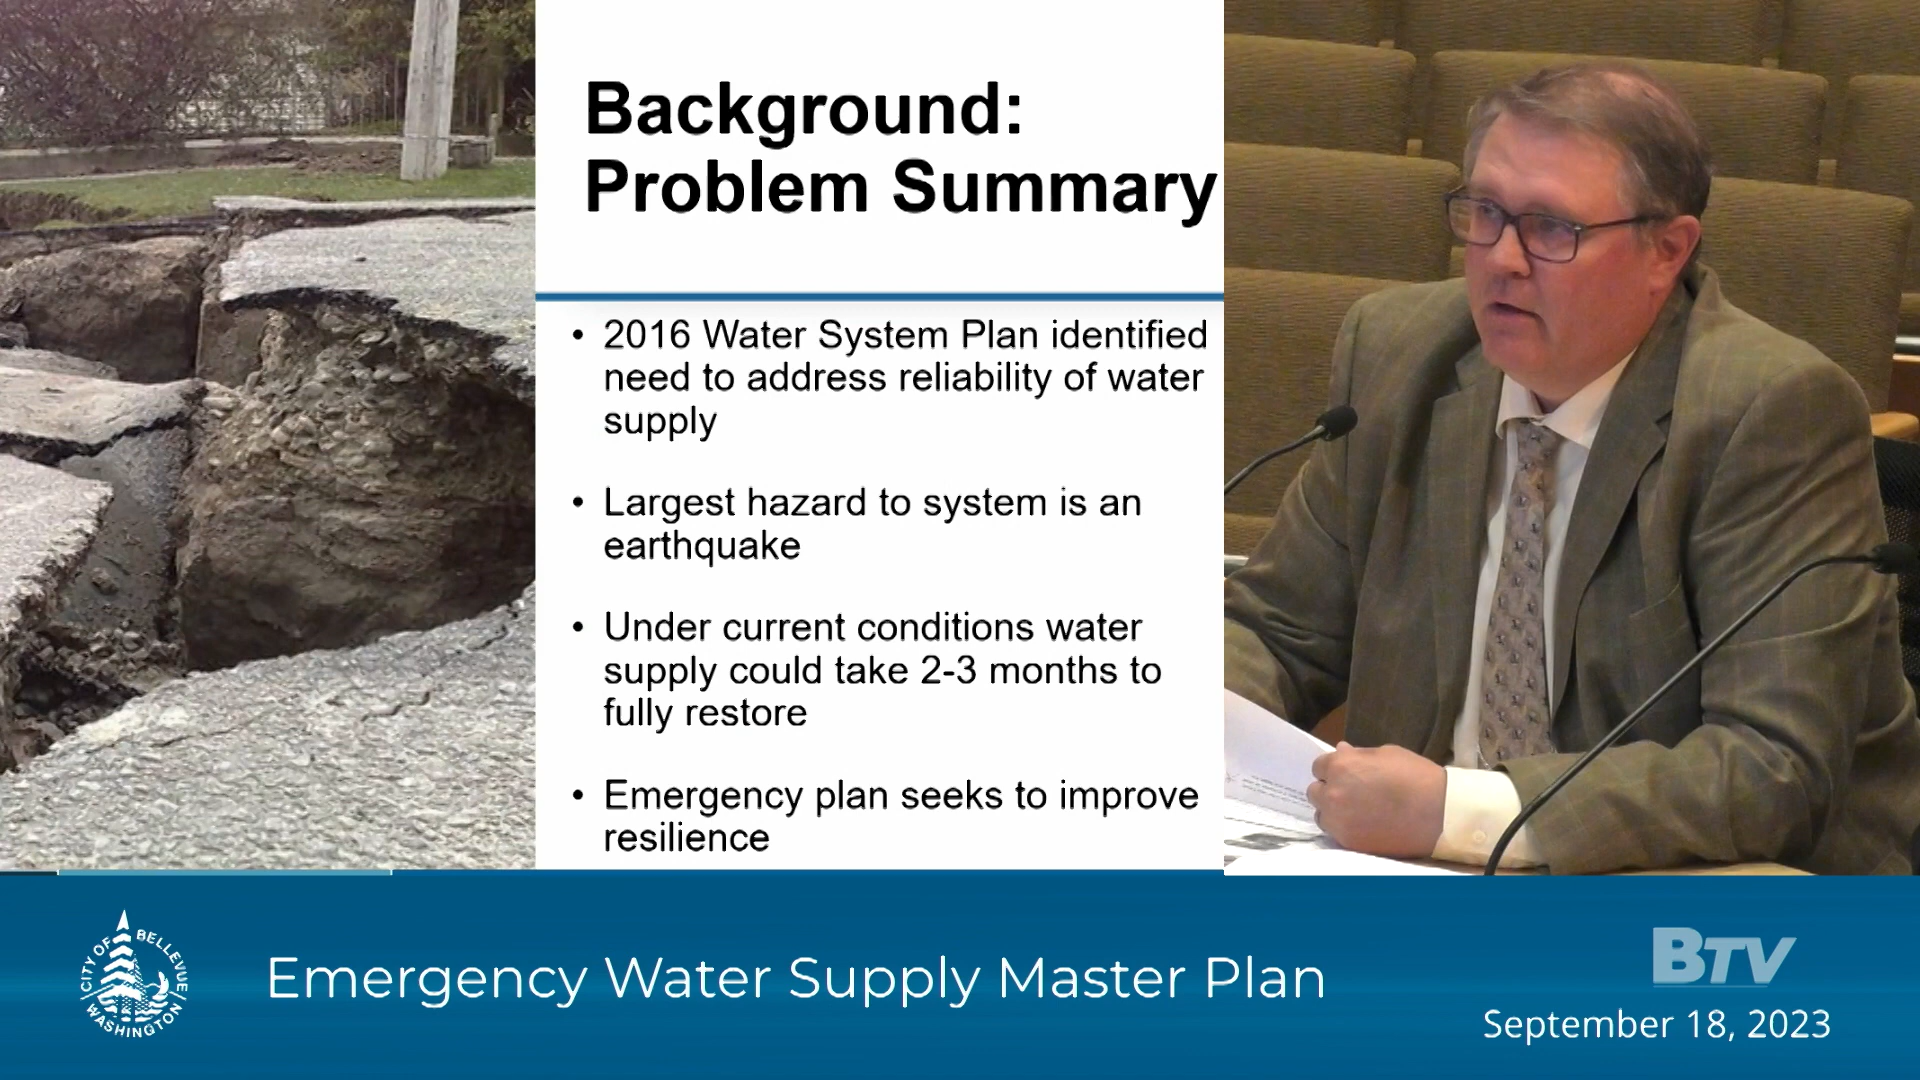 Background:
Problem Summary
• 2016 Water System Plan identified
need to address reliability of water
supply
• Largest hazard to system is an
earthquake
• Under current conditions water
supply could take 2-3 months to
fully restore
• Emergency plan seeks to improve
resilience
CITY OF BELLEVUE
WASHINGTON
Emergency Water Supply Master Plan
BTV
September 18, 2023